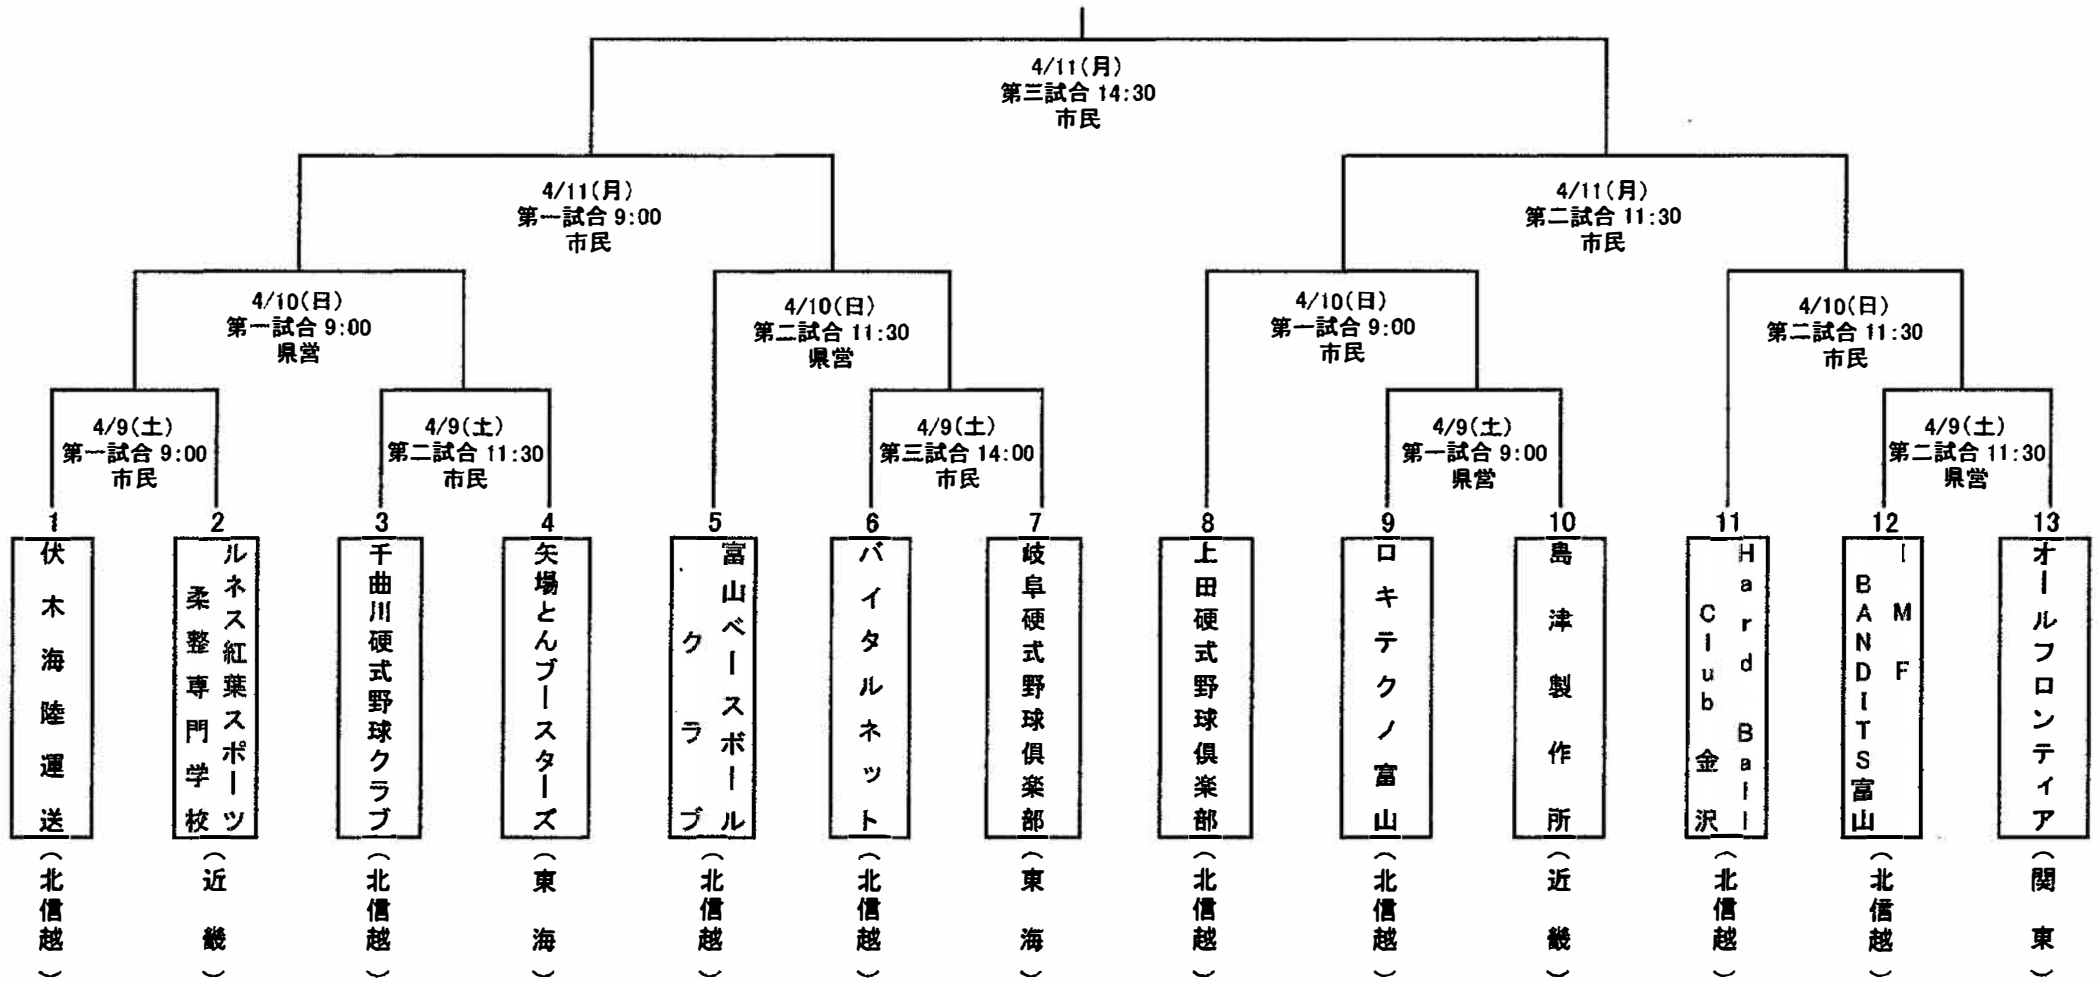 4/11(月)
第三試合 14:30
市民
4/11(月)
第一試合 9:00
市民
4/11(月)
第二試合 11:30
市民
4/10(日)
第一試合 9:00
県営
4/10(日)
第二試合 11:30
県営
4/10(日)
第一試合 9:00
市民
4/10(日)
第二試合 11:30
市民
4/9(土)
第一試合 9:00
市民
4/9(土)
第二試合 11:30
市民
4/9(土)
第三試合 14:00
市民
4/9(土)
第一試合 9:00
県営
4/9(土)
第二試合 11:30
県営
1
伏木海陸運送
(北信越)
2
ルネス紅葉スポーツ
柔整専門学校
(近畿)
3
千曲川硬式野球クラブ
(北信越)
4
矢場とんブースターズ
(東海)
5
富山ベースボール
クラブ
(北信越)
6
バイタルネット
(北信越)
7
岐阜硬式野球倶楽部
(東海)
8
上田硬式野球倶楽部
(北信越)
9
ロキテクノ富山
(北信越)
10
島津製作所
(近畿)
11
Hard Ball
Club 金沢
(北信越)
12
IMF
BANDITS富山
(北信越)
13
オールフロンティア
(関東)